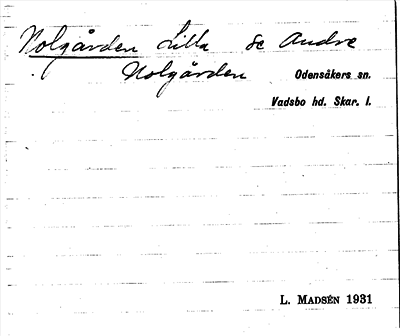 Nolgården Lilla se Andre
Nolgården Odensåkers sn.
Vadsbo hd. Skar. l.
L. MADSÉN 1931